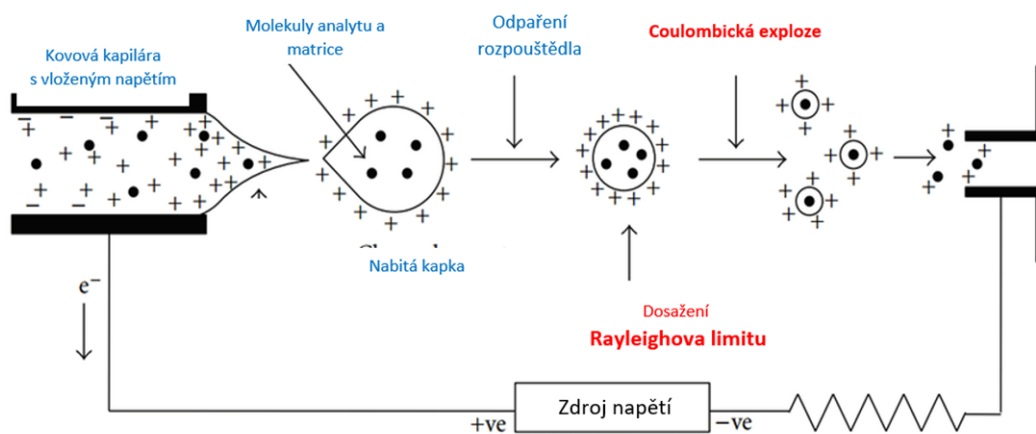 Kovová kapilára
s vloženým napětím
Molekuly analytu a
matrice
Odpaření
rozpouštědla
Coulombická exploze
Nabitá kapka
e⁻
Dosažení
Rayleighova limitu
+ve
Zdroj napětí
−ve